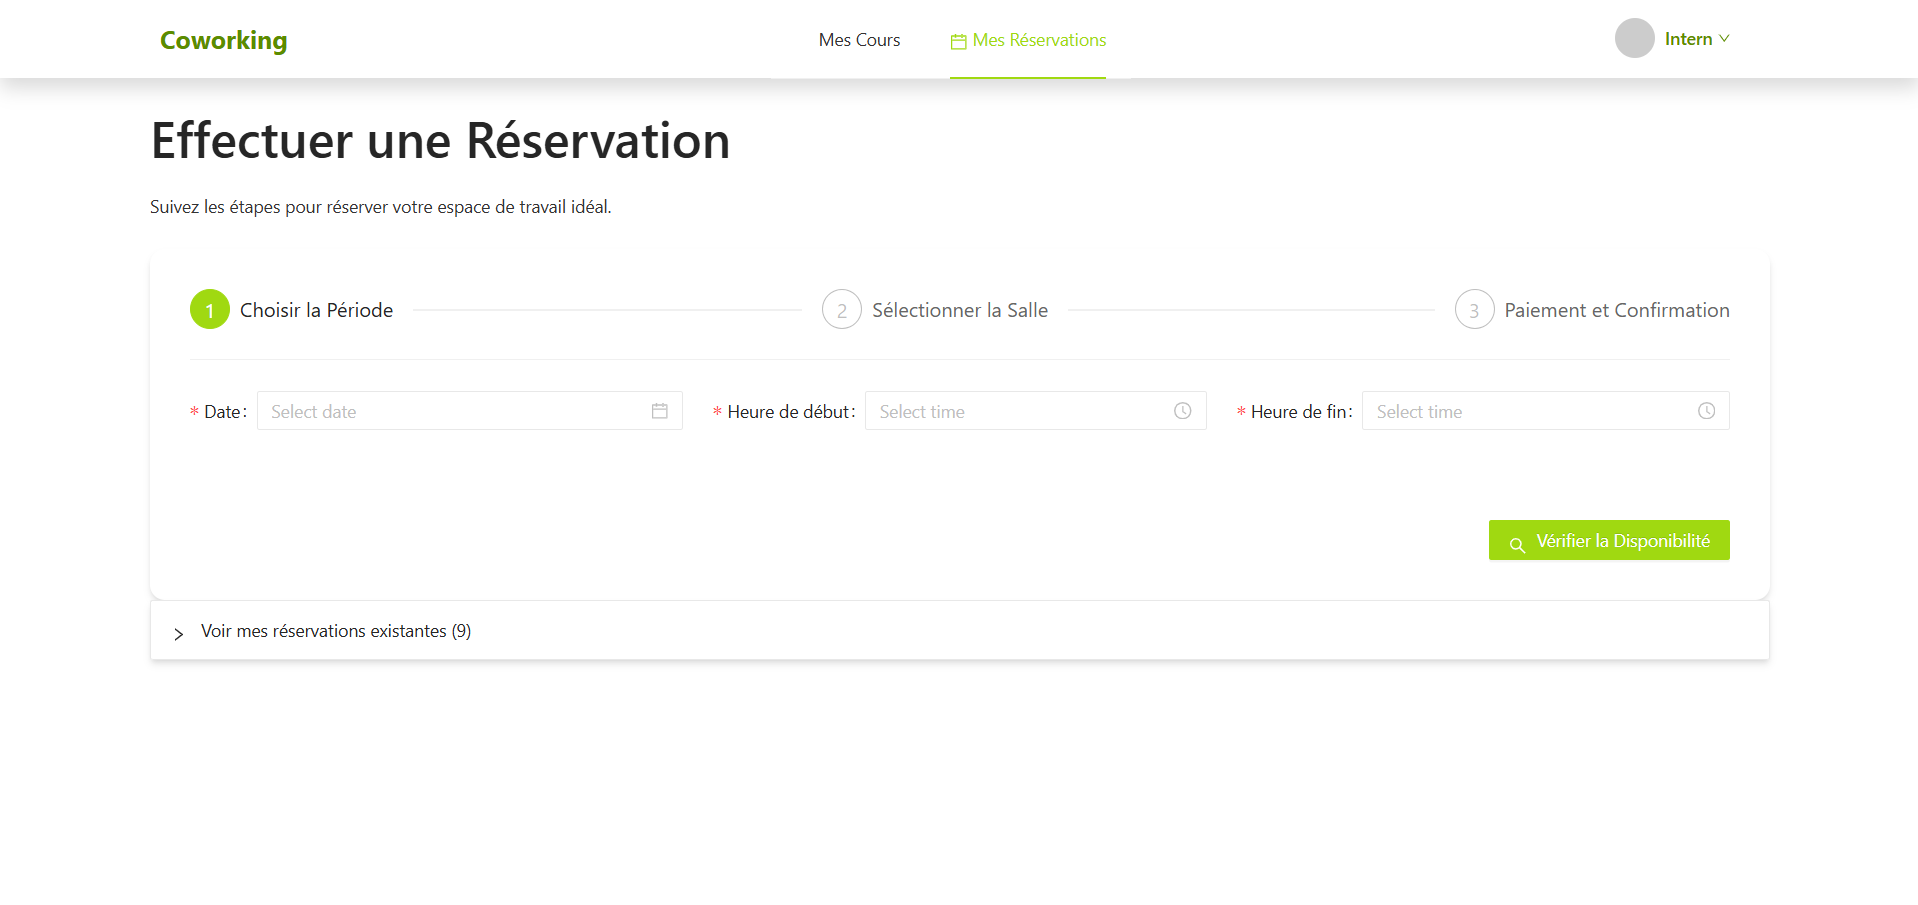 Coworking
Mes Cours
Mes Réservations
Intern
Effectuer une Réservation
Suivez les étapes pour réserver votre espace de travail idéal.
1 Choisir la Période
2 Sélectionner la Salle
3 Paiement et Confirmation
* Date: Select date
* Heure de début: Select time
* Heure de fin: Select time
Vérifier la Disponibilité
Voir mes réservations existantes (9)